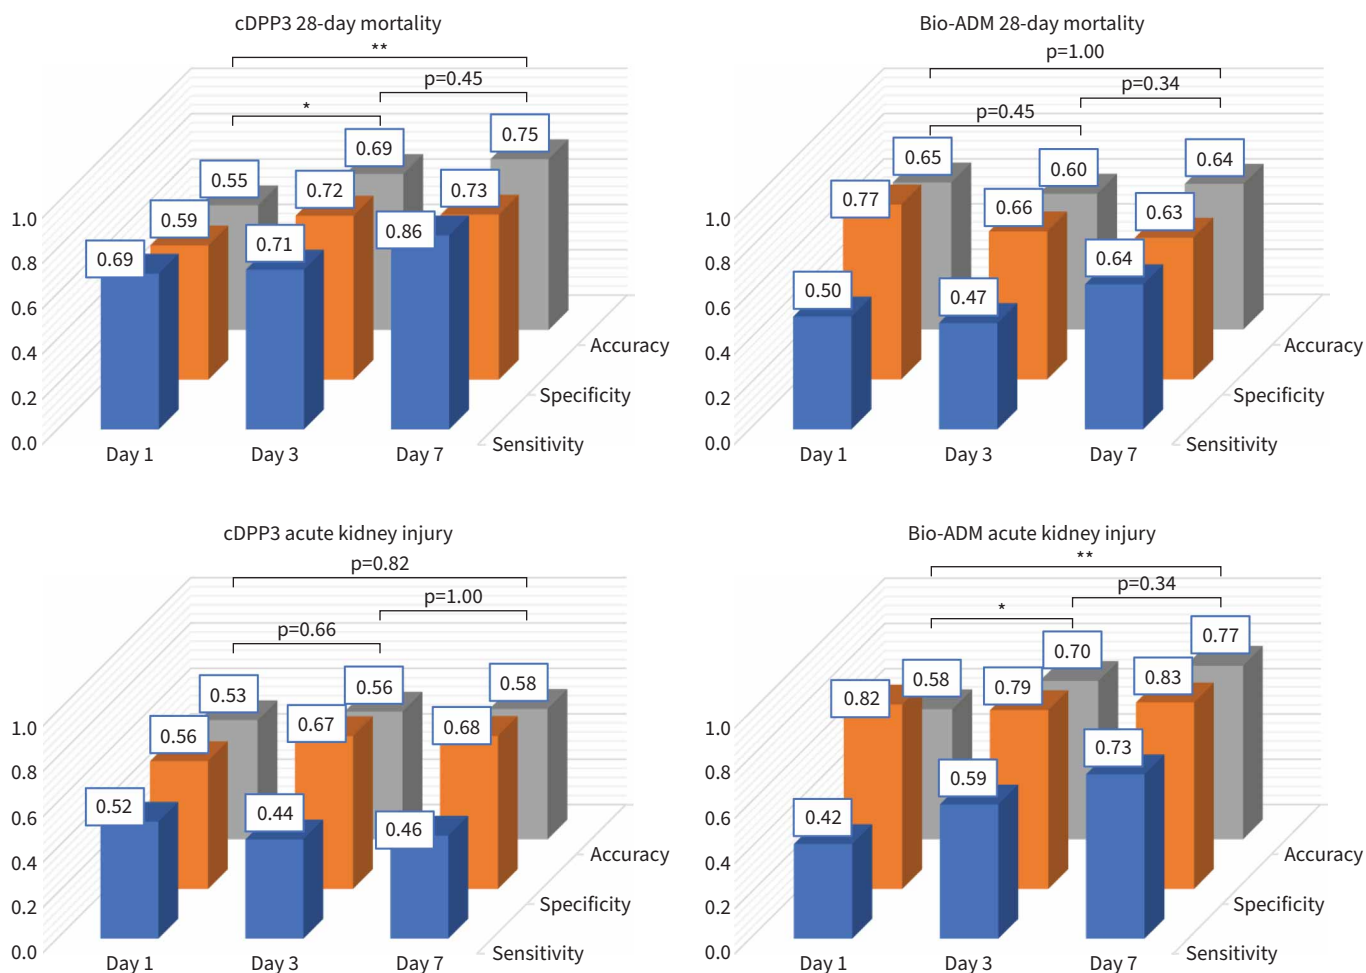 cDPP3 28-day mortality
**
p=0.45
*
0.75
0.69
0.55
0.72
0.73
0.59
0.71
0.86
0.69
1.0
0.8
0.6
0.4
0.2
0.0
Accuracy
Specificity
Sensitivity
Day 1 Day 3 Day 7
Bio-ADM 28-day mortality
p=1.00
p=0.34
p=0.45
0.65
0.60
0.64
0.77
0.66
0.63
0.50
0.47
0.64
1.0
0.8
0.6
0.4
0.2
0.0
Accuracy
Specificity
Sensitivity
Day 1 Day 3 Day 7
cDPP3 acute kidney injury
p=0.82
p=1.00
p=0.66
0.53
0.56
0.58
0.56
0.67
0.68
0.52
0.44
0.46
1.0
0.8
0.6
0.4
0.2
0.0
Accuracy
Specificity
Sensitivity
Day 1 Day 3 Day 7
Bio-ADM acute kidney injury
**
p=0.34
*
0.77
0.70
0.58
0.82
0.79
0.83
0.73
0.59
0.42
1.0
0.8
0.6
0.4
0.2
0.0
Accuracy
Specificity
Sensitivity
Day 1 Day 3 Day 7